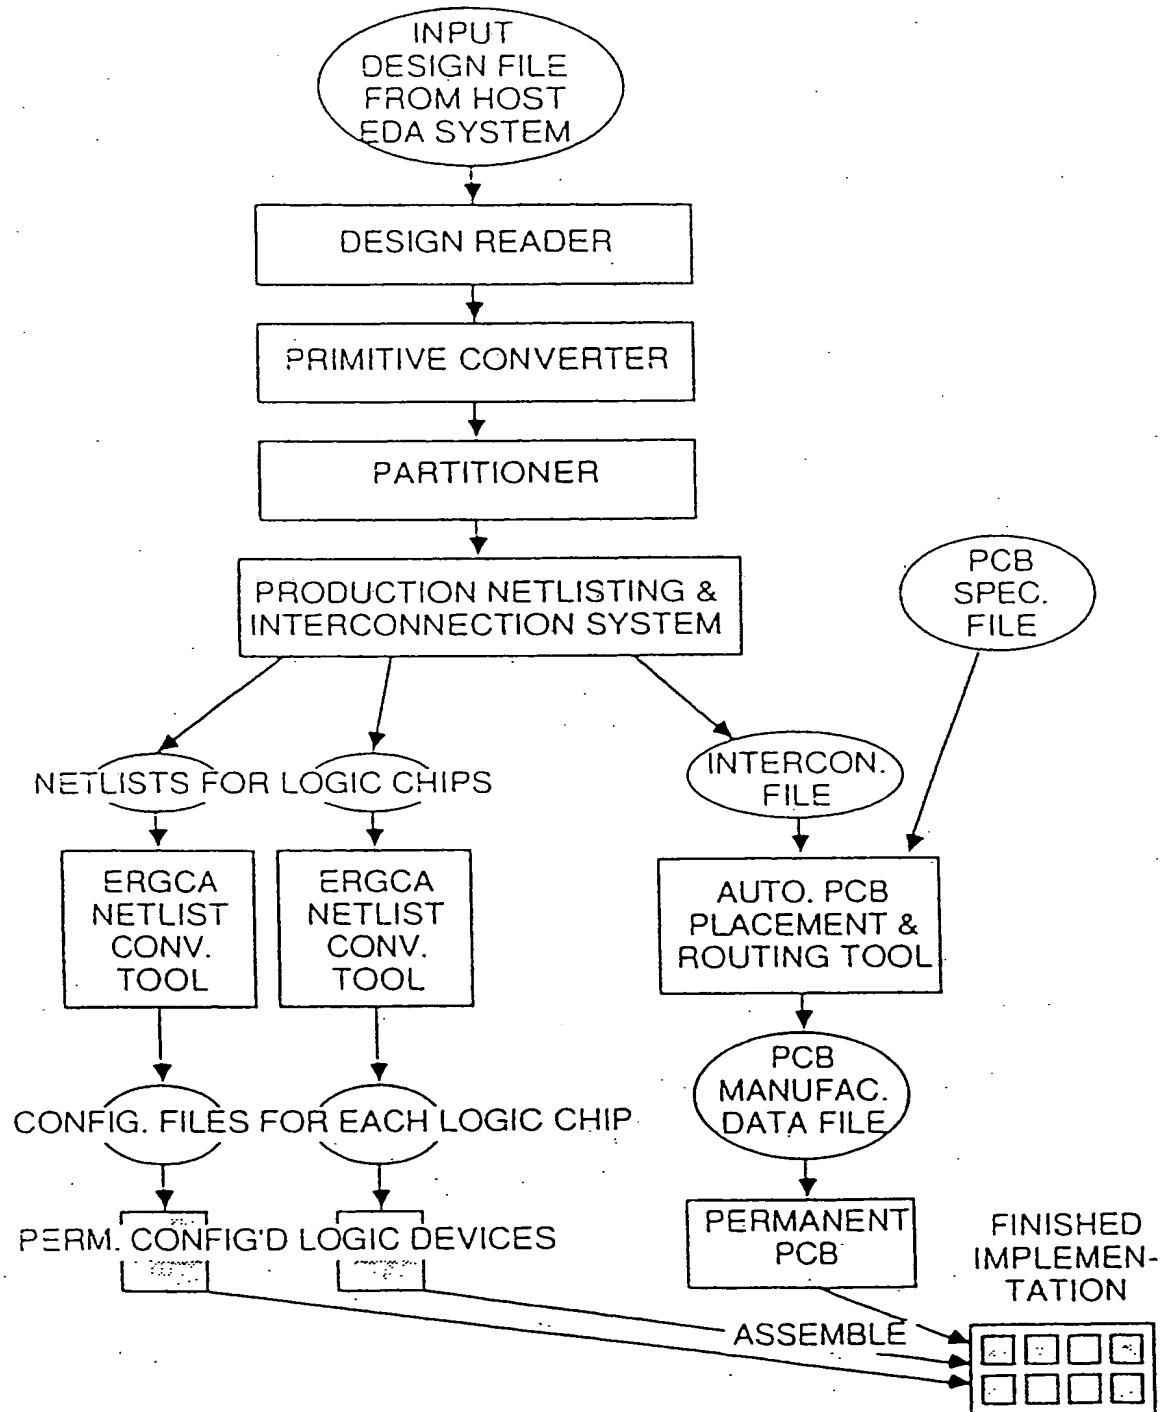 INPUT
DESIGN FILE
FROM HOST
EDA SYSTEM
DESIGN READER
PRIMITIVE CONVERTER
PARTITIONER
PRODUCTION NETLISTING &
INTERCONNECTION SYSTEM
PCB
SPEC.
FILE
NETLISTS FOR LOGIC CHIPS
INTERCON.
FILE
ERGCA
NETLIST
CONV.
TOOL
ERGCA
NETLIST
CONV.
TOOL
AUTO. PCB
PLACEMENT &
ROUTING TOOL
PCB
MANUFAC.
DATA FILE
CONFIG. FILES FOR EACH LOGIC CHIP
PERM. CONFIG'D LOGIC DEVICES
PERMANENT
PCB
FINISHED
IMPLEMEN-
TATION
ASSEMBLE